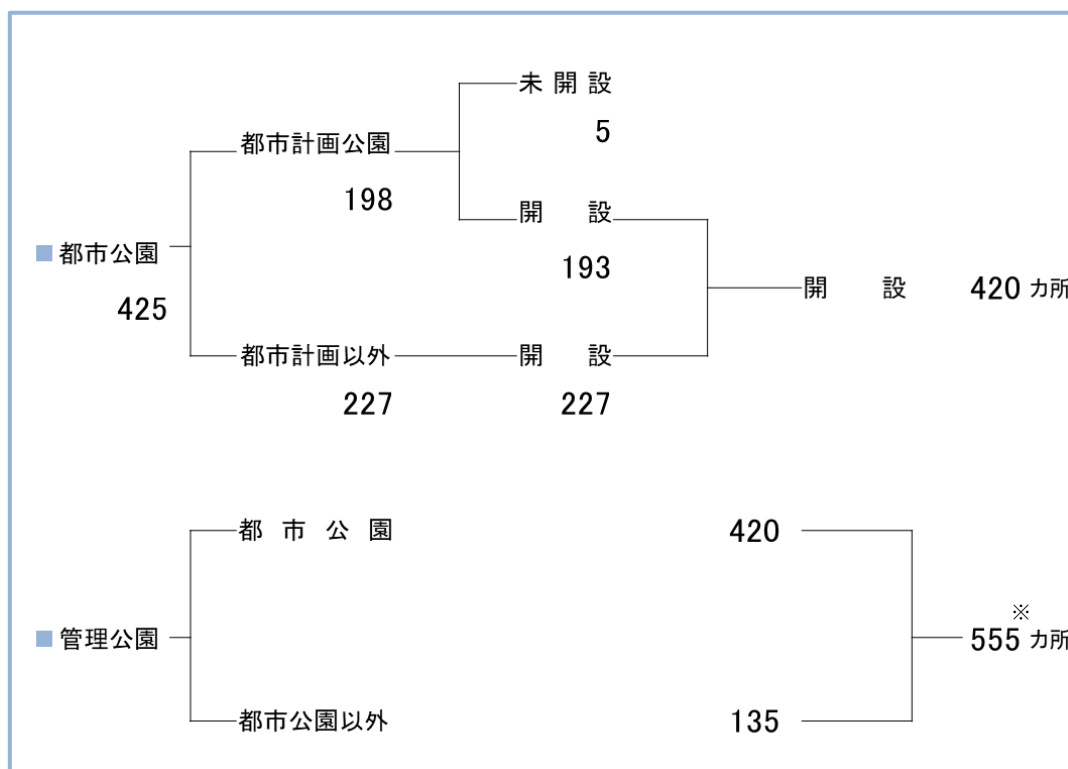 未開設
5
都市計画公園
198
開設
193
■都市公園
425
開設 420 カ所
都市計画以外
227
開設
227
都市公園 420
※
■管理公園 555 カ所
都市公園以外 135